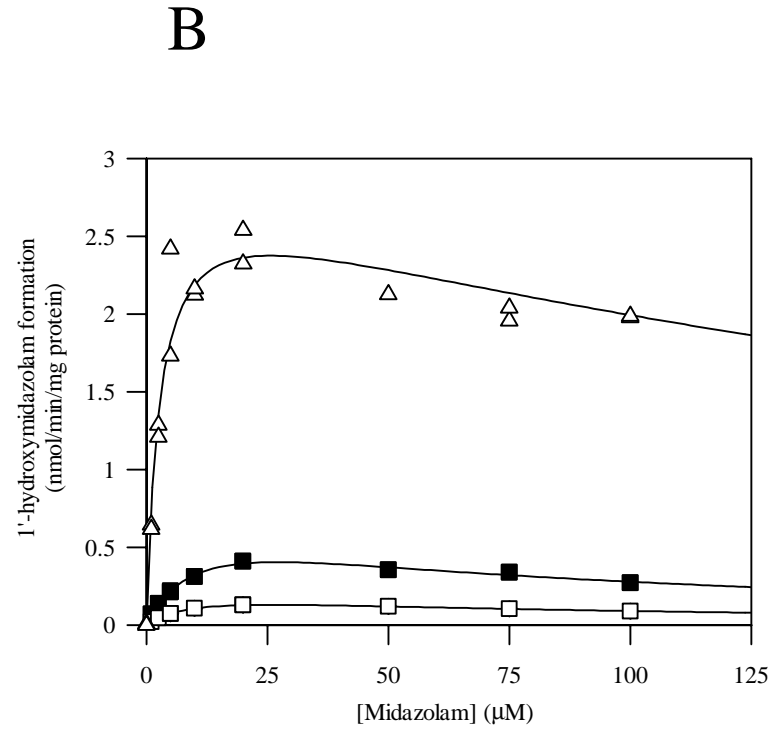 B
3
2.5
2
1.5
1
0.5
0
1'-hydroxymidazolam formation
(nmol/min/mg protein)
0 25 50 75 100 125
[Midazolam] (μM)